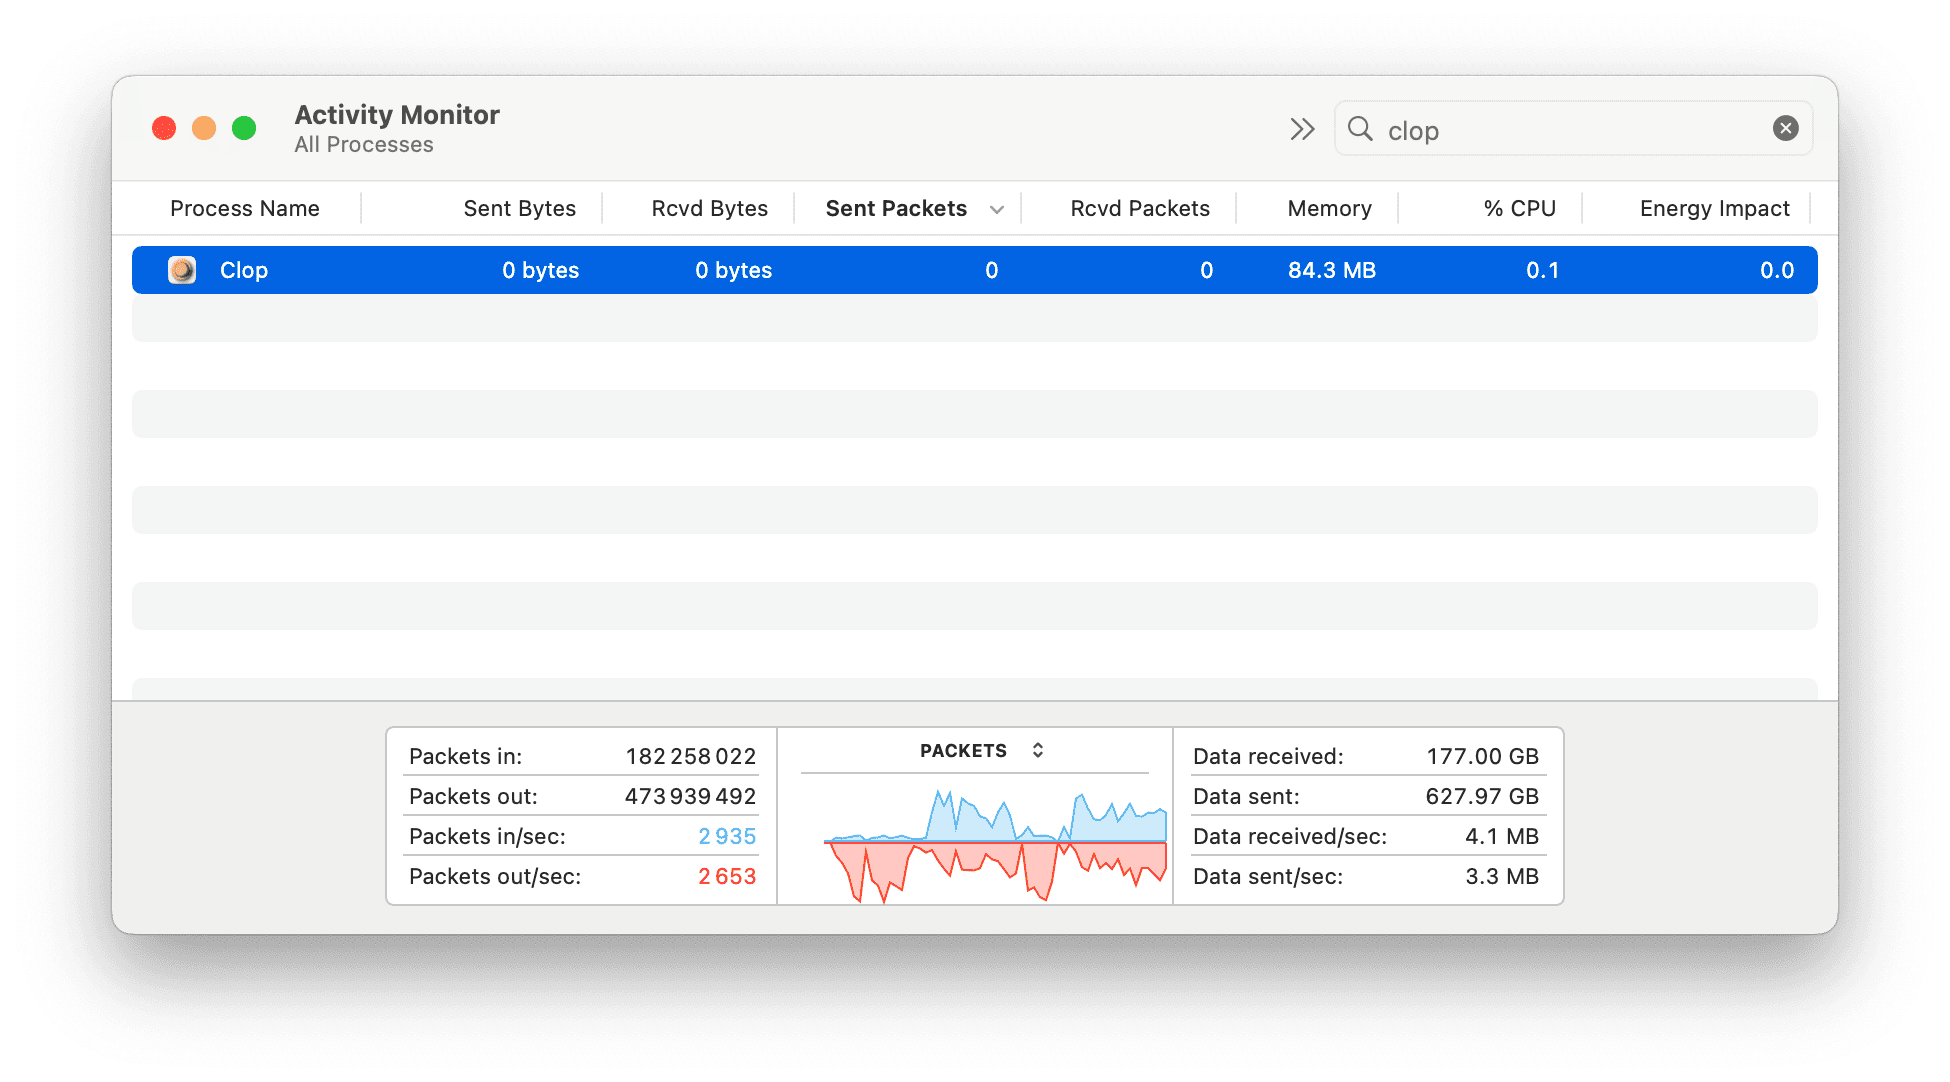 Activity Monitor
All Processes
clop
Process Name Sent Bytes Rcvd Bytes Sent Packets Rcvd Packets Memory % CPU Energy Impact
Clop 0 bytes 0 bytes 0 0 84.3 MB 0.1 0.0
Packets in: 182 258 022
Packets out: 473 939 492
Packets in/sec: 2 935
Packets out/sec: 2 653
PACKETS
Data received: 177.00 GB
Data sent: 627.97 GB
Data received/sec: 4.1 MB
Data sent/sec: 3.3 MB